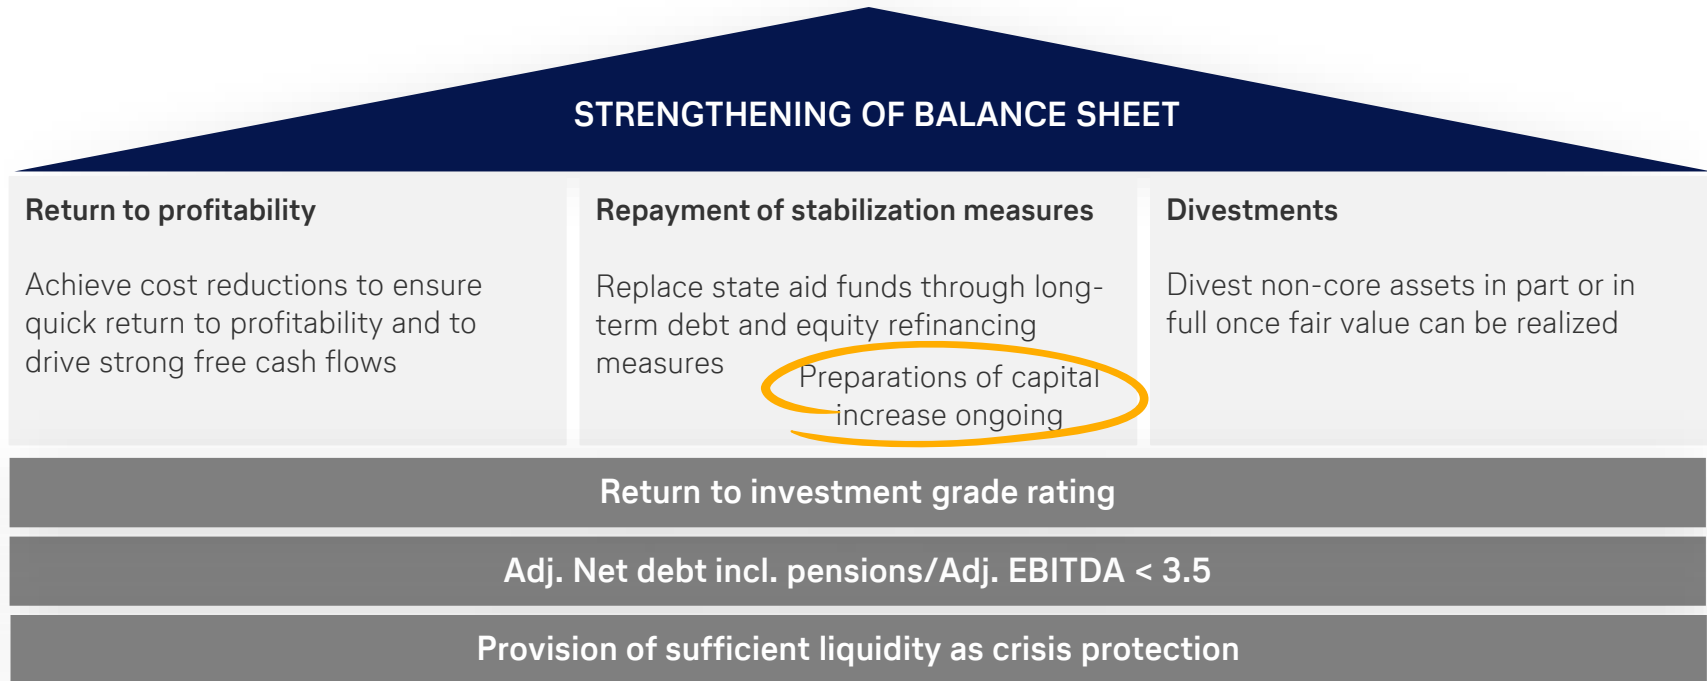 STRENGTHENING OF BALANCE SHEET
Return to profitability
Achieve cost reductions to ensure
quick return to profitability and to
drive strong free cash flows
Repayment of stabilization measures
Replace state aid funds through long-
term debt and equity refinancing
measures
Preparations of capital
increase ongoing
Divestments
Divest non-core assets in part or in
full once fair value can be realized
Return to investment grade rating
Adj. Net debt incl. pensions/Adj. EBITDA < 3.5
Provision of sufficient liquidity as crisis protection